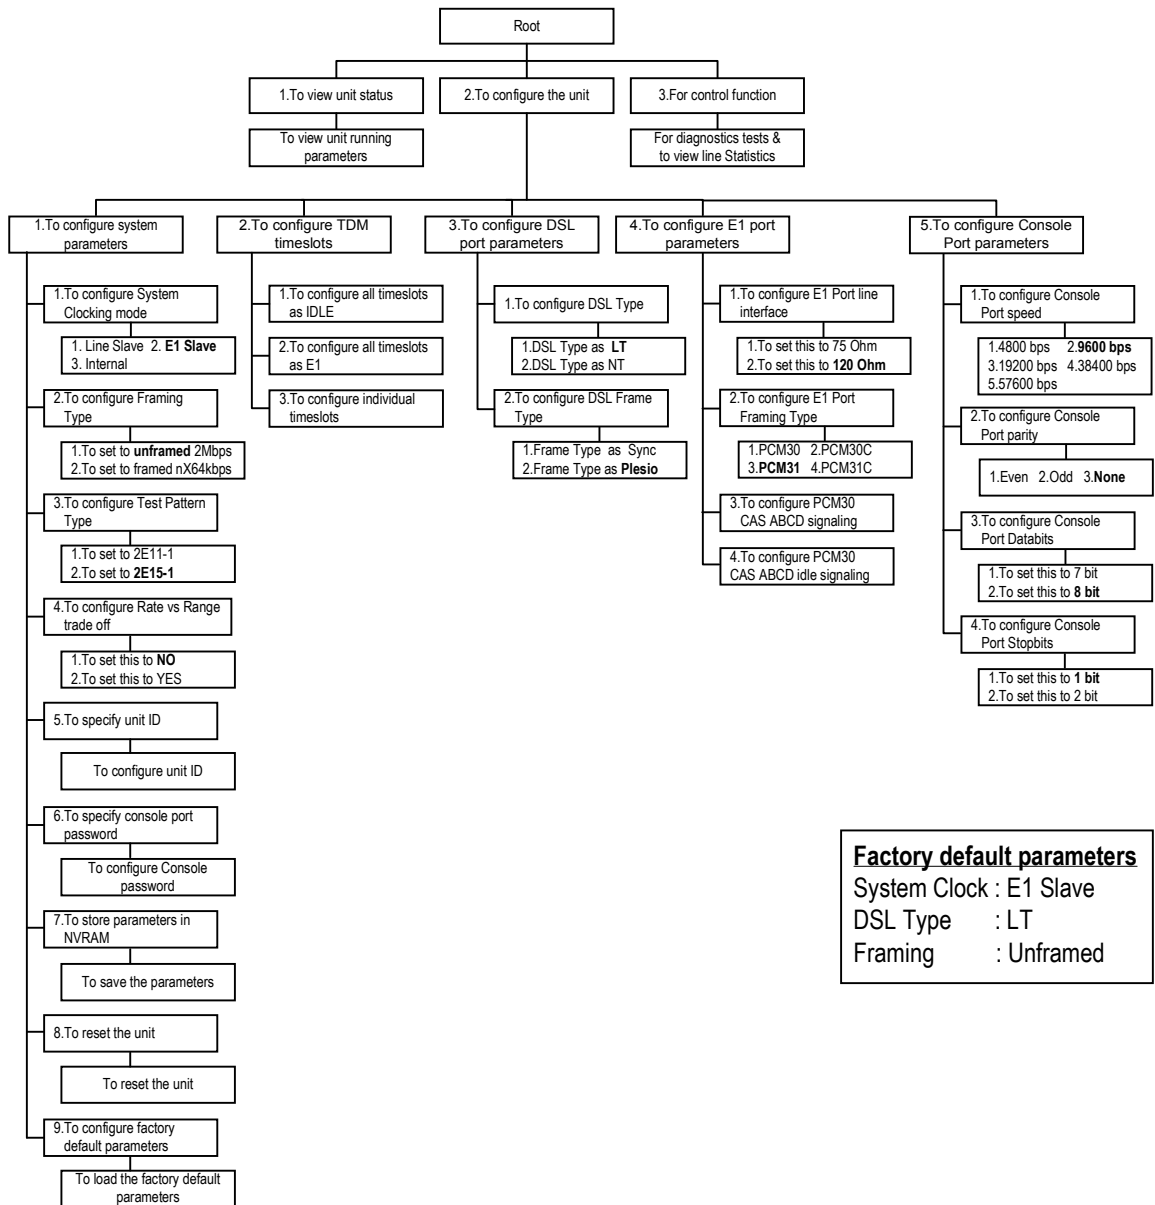 Root
1.To view unit status
2.To configure the unit
3.For control function
To view unit running
parameters
For diagnostics tests &
to view line Statistics
1.To configure system
parameters
2.To configure TDM
timeslots
3.To configure DSL
port parameters
4.To configure E1 port
parameters
5.To configure Console
Port parameters
1.To configure System
Clocking mode
1. Line Slave 2. E1 Slave
3. Internal
2.To configure Framing
Type
1.To set to unframed 2Mbps
2.To set to framed nX64kbps
3.To configure Test Pattern
Type
1.To set to 2E11-1
2.To set to 2E15-1
4.To configure Rate vs Range
trade off
1.To set this to NO
2.To set this to YES
5.To specify unit ID
To configure unit ID
6.To specify console port
password
To configure Console
password
7.To store parameters in
NVRAM
To save the parameters
8.To reset the unit
To reset the unit
9.To configure factory
default parameters
To load the factory default
parameters
1.To configure all timeslots
as IDLE
2.To configure all timeslots
as E1
3.To configure individual
timeslots
1.To configure DSL Type
1.DSL Type as LT
2.DSL Type as NT
2.To configure DSL Frame
Type
1.Frame Type as Sync
2.Frame Type as Plesio
1.To configure E1 Port line
interface
1.To set this to 75 Ohm
2.To set this to 120 Ohm
2.To configure E1 Port
Framing Type
1.PCM30 2.PCM30C
3.PCM31 4.PCM31C
3.To configure PCM30
CAS ABCD signaling
4.To configure PCM30
CAS ABCD idle signaling
1.To configure Console
Port speed
1.4800 bps 2.9600 bps
3.19200 bps 4.38400 bps
5.57600 bps
2.To configure Console
Port parity
1.Even 2.Odd 3.None
3.To configure Console
Port Databits
1.To set this to 7 bit
2.To set this to 8 bit
4.To configure Console
Port Stopbits
1.To set this to 1 bit
2.To set this to 2 bit
Factory default parameters
System Clock : E1 Slave
DSL Type : LT
Framing : Unframed